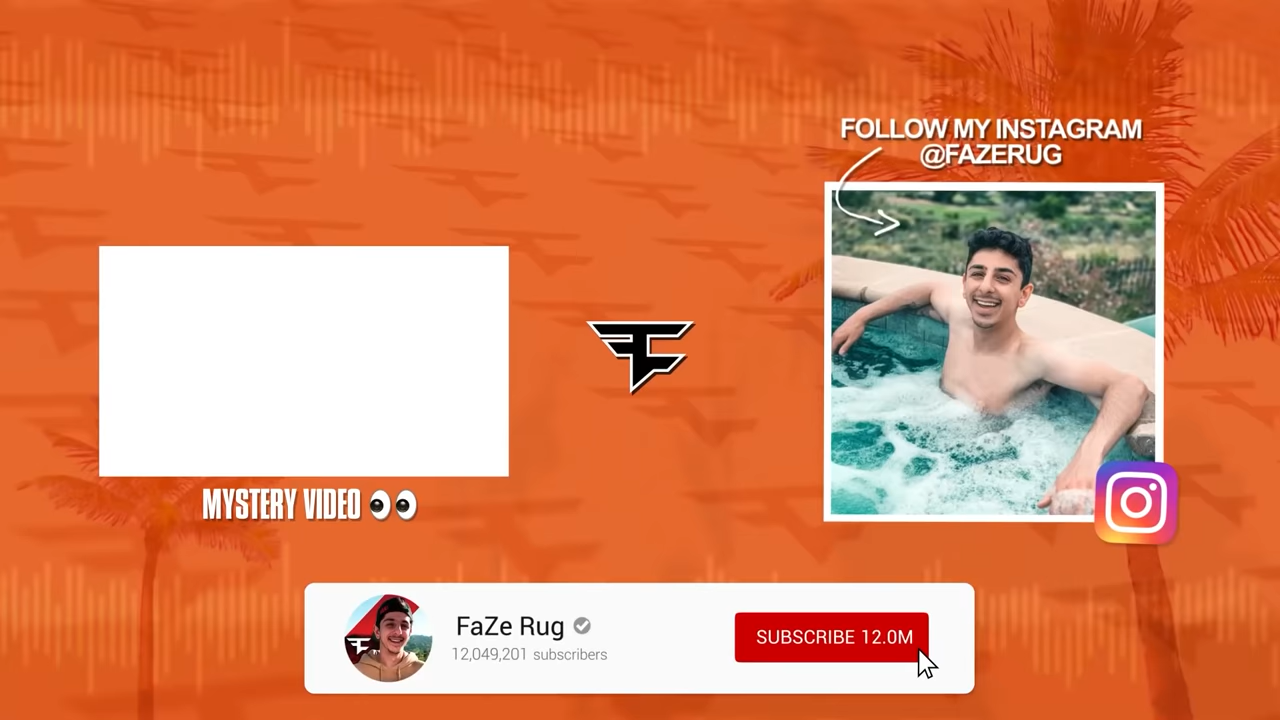 FOLLOW MY INSTAGRAM
@FAZERUG
MYSTERY VIDEO 👀
FaZe Rug
12,049,201 subscribers
SUBSCRIBE 12.0M